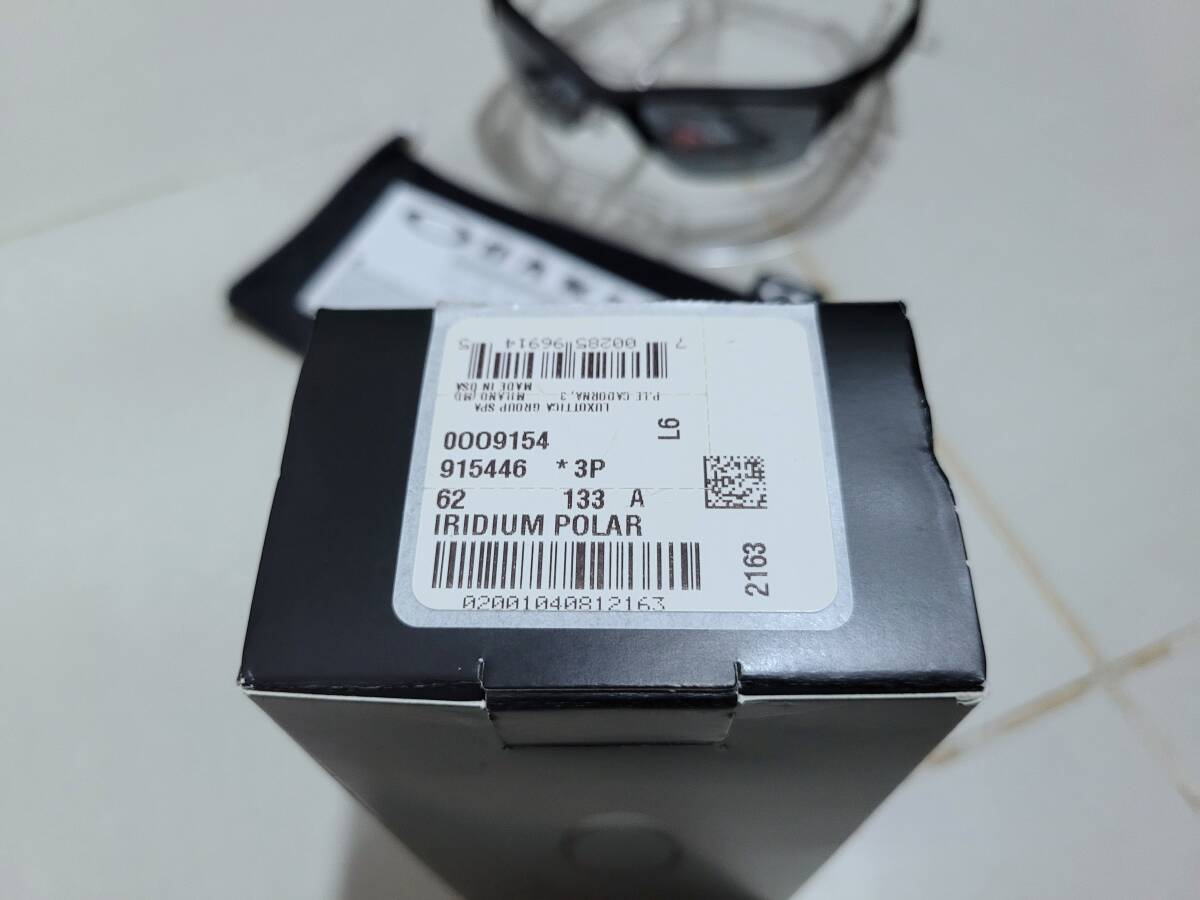 7 00285 96914 5
LUXOTTICA GROUP SPA
P.LE CADORNA, 3 MILANO
MADE IN USA
0OO9154
L6
915446 * 3P
62 133 A
IRIDIUM POLAR
02001040812163
2163